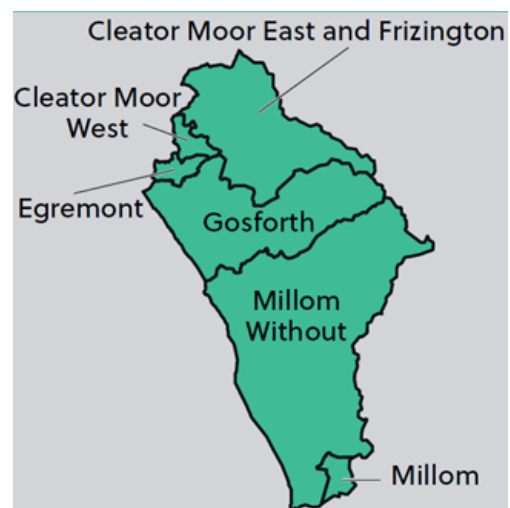 Cleator Moor East and Frizington
Cleator Moor
West
Egremont
Gosforth
Millom
Without
Millom